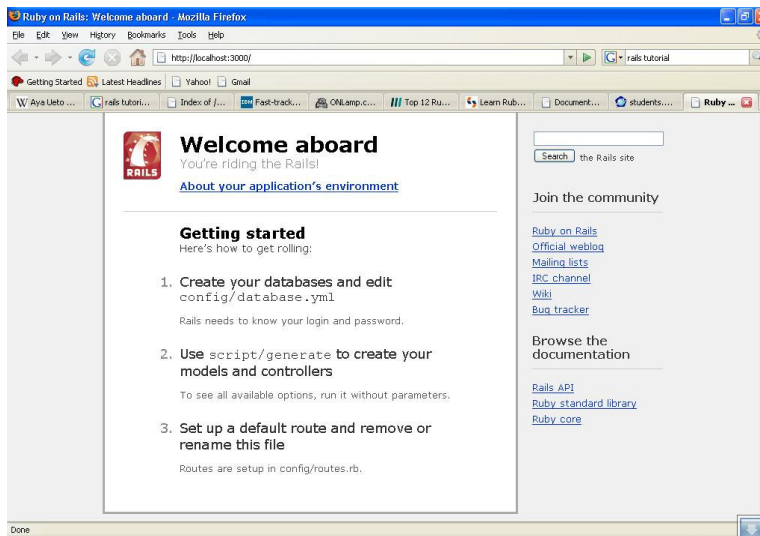 Ruby on Rails: Welcome aboard - Mozilla Firefox
File Edit View History Bookmarks Tools Help
http://localhost:3000/
rails tutorial
Getting Started Latest Headlines Yahoo! Gmail
Aya Ueto ... rails tutori... Index of /... Fast-track... ONLamp.c... Top 12 Ru... Learn Rub... Document... students.... Ruby ...
RAILS
Welcome aboard
You're riding the Rails!
About your application's environment
Getting started
Here's how to get rolling:
1. Create your databases and edit
config/database.yml
Rails needs to know your login and password.
2. Use script/generate to create your
models and controllers
To see all available options, run it without parameters.
3. Set up a default route and remove or
rename this file
Routes are setup in config/routes.rb.
Search the Rails site
Join the community
Ruby on Rails
Official weblog
Mailing lists
IRC channel
Wiki
Bug tracker
Browse the
documentation
Rails API
Ruby standard library
Ruby core
Done